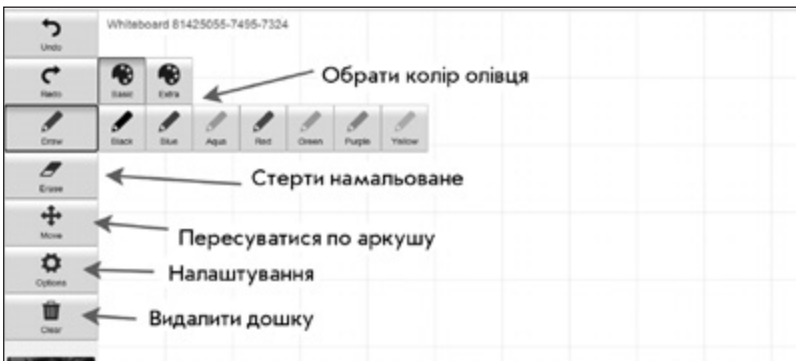 Whiteboard 81425055-7495-7324
Undo
Redo
Basic Extra
Обрати колір олівця
Draw Black Blue Aqua Red Green Purple Yellow
Erase
Стерти намальоване
Move
Пересуватися по аркушу
Options
Налаштування
Clear
Видалити дошку